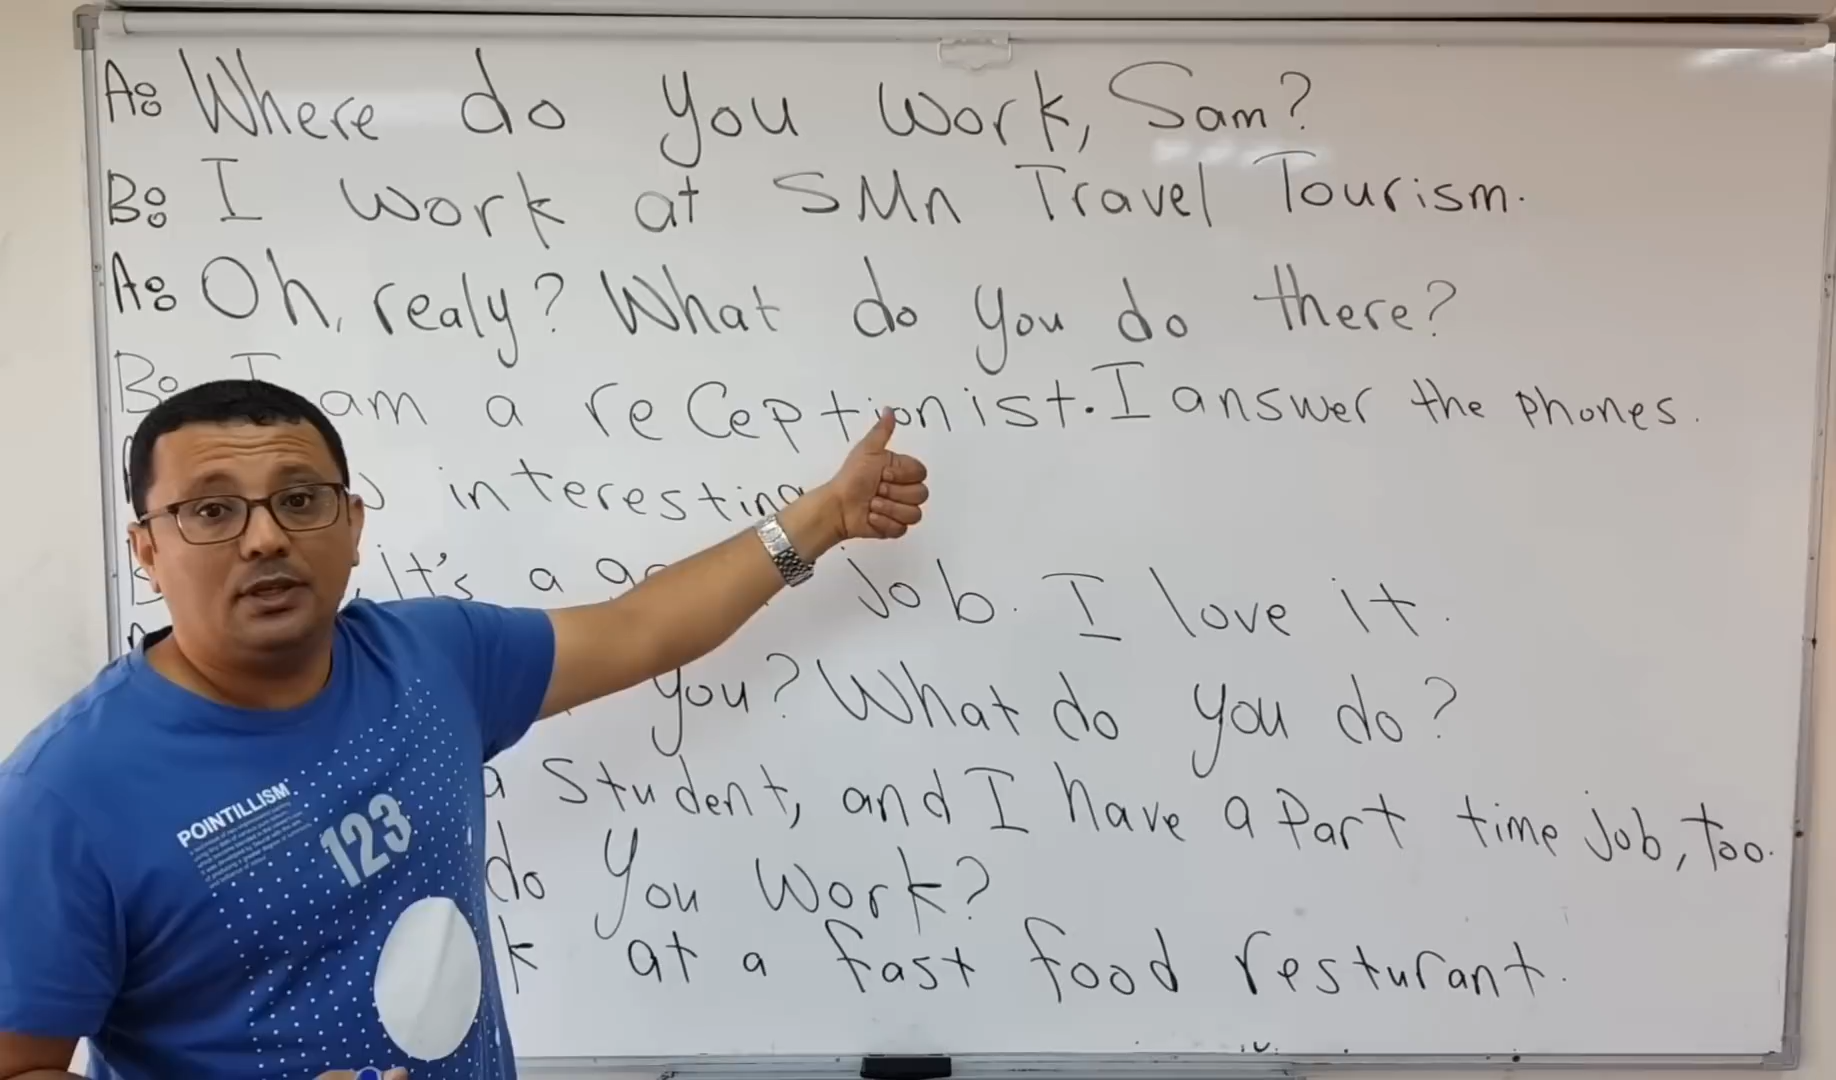 A: Where do you work, Sam?
B: I work at SMn Travel Tourism.
A: Oh, realy? What do you do there?
B: I am a receptionist. I answer the phones.
interesting
it's a job. I love it.
you? What do you do?
a student, and I have a Part time job, too.
do you work?
at a fast food resturant.
POINTILLISM
123